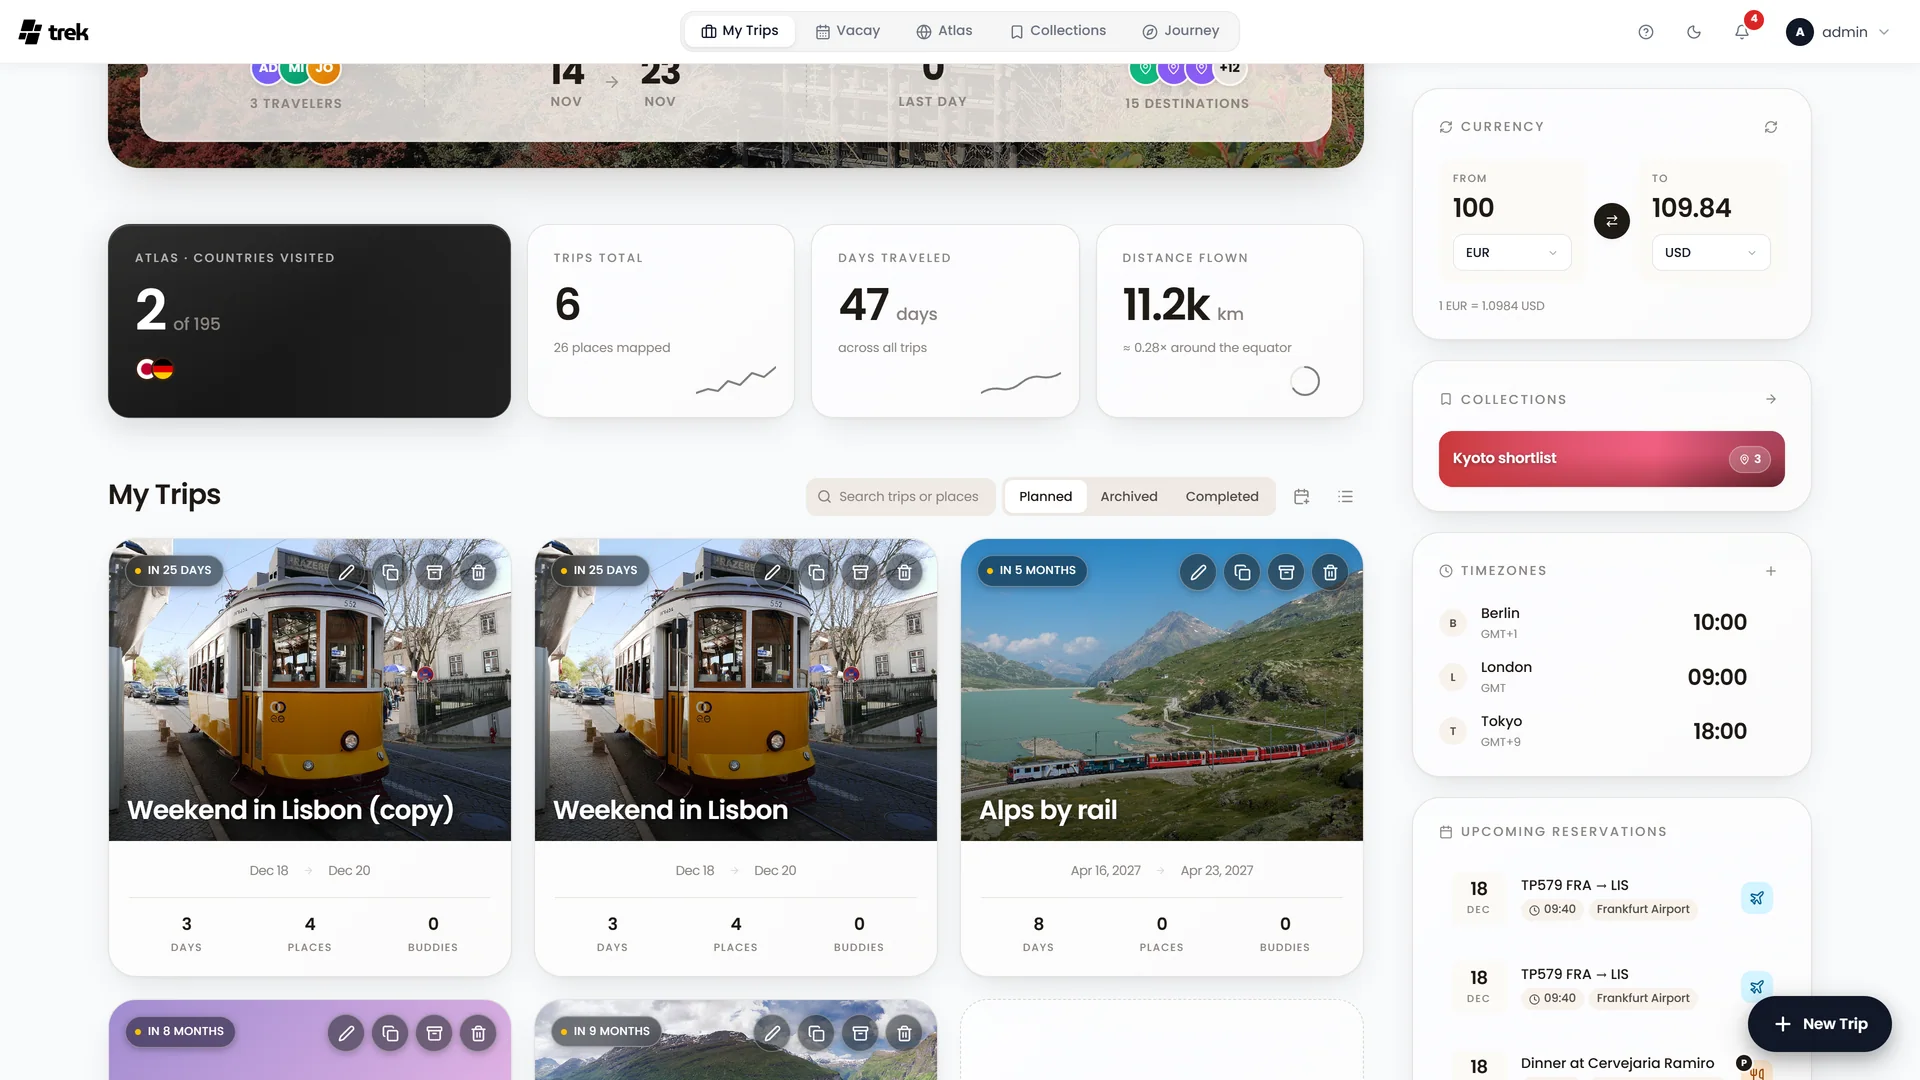 trek
My Trips
Vacay
Atlas
Collections
Journey
4
A
admin
AD
MI
JO
3 TRAVELERS
14
NOV
23
NOV
0
LAST DAY
+12
15 DESTINATIONS
ATLAS · COUNTRIES VISITED
2 of 195
TRIPS TOTAL
6
26 places mapped
DAYS TRAVELED
47 days
across all trips
DISTANCE FLOWN
11.2k km
≈ 0.28× around the equator
My Trips
Search trips or places
Planned
Archived
Completed
IN 25 DAYS
552
Weekend in Lisbon (copy)
Dec 18 → Dec 20
3
DAYS
4
PLACES
0
BUDDIES
IN 25 DAYS
552
Weekend in Lisbon
Dec 18 → Dec 20
3
DAYS
4
PLACES
0
BUDDIES
IN 5 MONTHS
Alps by rail
Apr 16, 2027 → Apr 23, 2027
8
DAYS
0
PLACES
0
BUDDIES
IN 8 MONTHS
IN 9 MONTHS
CURRENCY
FROM
100
EUR
TO
109.84
USD
1 EUR = 1.0984 USD
COLLECTIONS
Kyoto shortlist
3
TIMEZONES
B
Berlin
GMT+1
10:00
L
London
GMT
09:00
T
Tokyo
GMT+9
18:00
UPCOMING RESERVATIONS
18
DEC
TP579 FRA → LIS
09:40
Frankfurt Airport
18
DEC
TP579 FRA → LIS
09:40
Frankfurt Airport
18
Dinner at Cervejaria Ramiro
P
New Trip